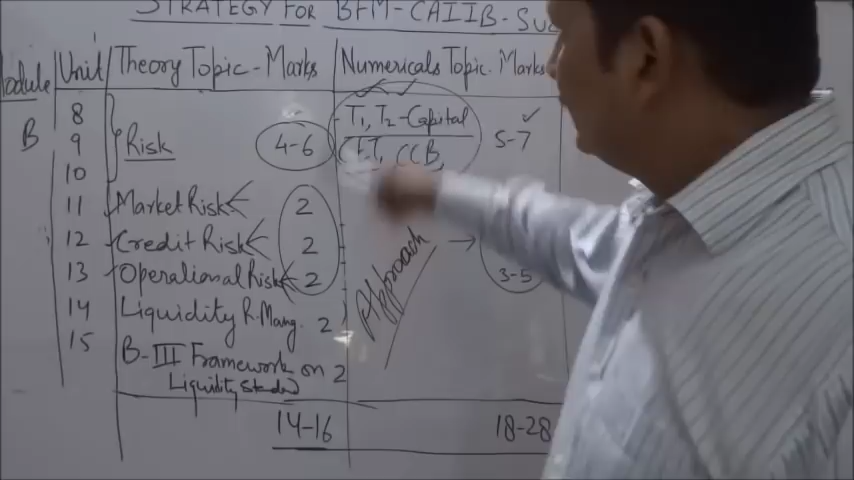 STRATEGY FOR BFM-CAIIB-Suc
Module Unit Theory Topic-Marks Numericals Topic. Marks
B
8
9 Risk 4-6 T1, T2-Capital 5-7
10 CET, CCB,
11 Market Risk 2
12 Credit Risk 2 Approach
13 Operational Risk 2 3-5
14 Liquidity R. Mang. 2
15 B-III Framework on 2
Liquidity Standard
14-16 18-28